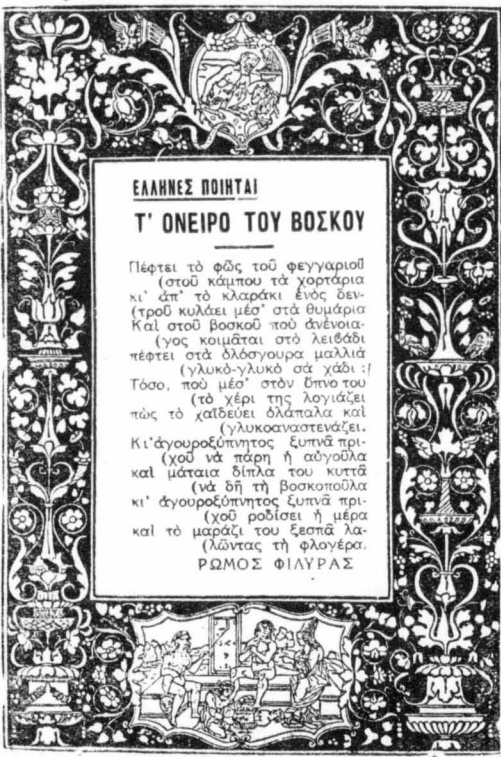 ΕΛΛΗΝΕΣ ΠΟΙΗΤΑΙ
Τ' ΟΝΕΙΡΟ ΤΟΥ ΒΟΣΚΟΥ
Πέφτει τὸ φῶς τοῦ φεγγαριοῦ
(στοῦ κάμπου τὰ χορτάρια
κι' ἀπ' τὸ κλαράκι ἑνὸς δεν-
(τροῦ κυλάει μέσ' στὰ θυμάρια
Καὶ στοῦ βοσκοῦ ποὺ ἀνένοια-
(γος κοιμᾶται στὸ λειβάδι
πέφτει στὰ ὁλόσγουρα μαλλιὰ
(γλυκὸ-γλυκὸ σὰ χάδι :/
Τόσο, ποὺ μέσ' στὸν ὕπνο του
(τὸ χέρι της λογιάζει
πὼς τὸ χαϊδεύει ὁλάπαλα καὶ
(γλυκοαναστενάζει.
Κι' ἀγουροξύπνητος ξυπνᾶ πρι-
(χοῦ νὰ πάρη ἡ αὐγοῦλα
καὶ μάταια δίπλα του κυττᾶ
(νὰ δῆ τὴ βοσκοποῦλα
κι' ἀγουροξύπνητος ξυπνᾶ πρι-
(χοῦ ροδίσει ἡ μέρα
καὶ τὸ μαράζι του ξεσπᾶ λα-
(λῶντας τὴ φλογέρα.
ΡΩΜΟΣ ΦΙΛΥΡΑΣ